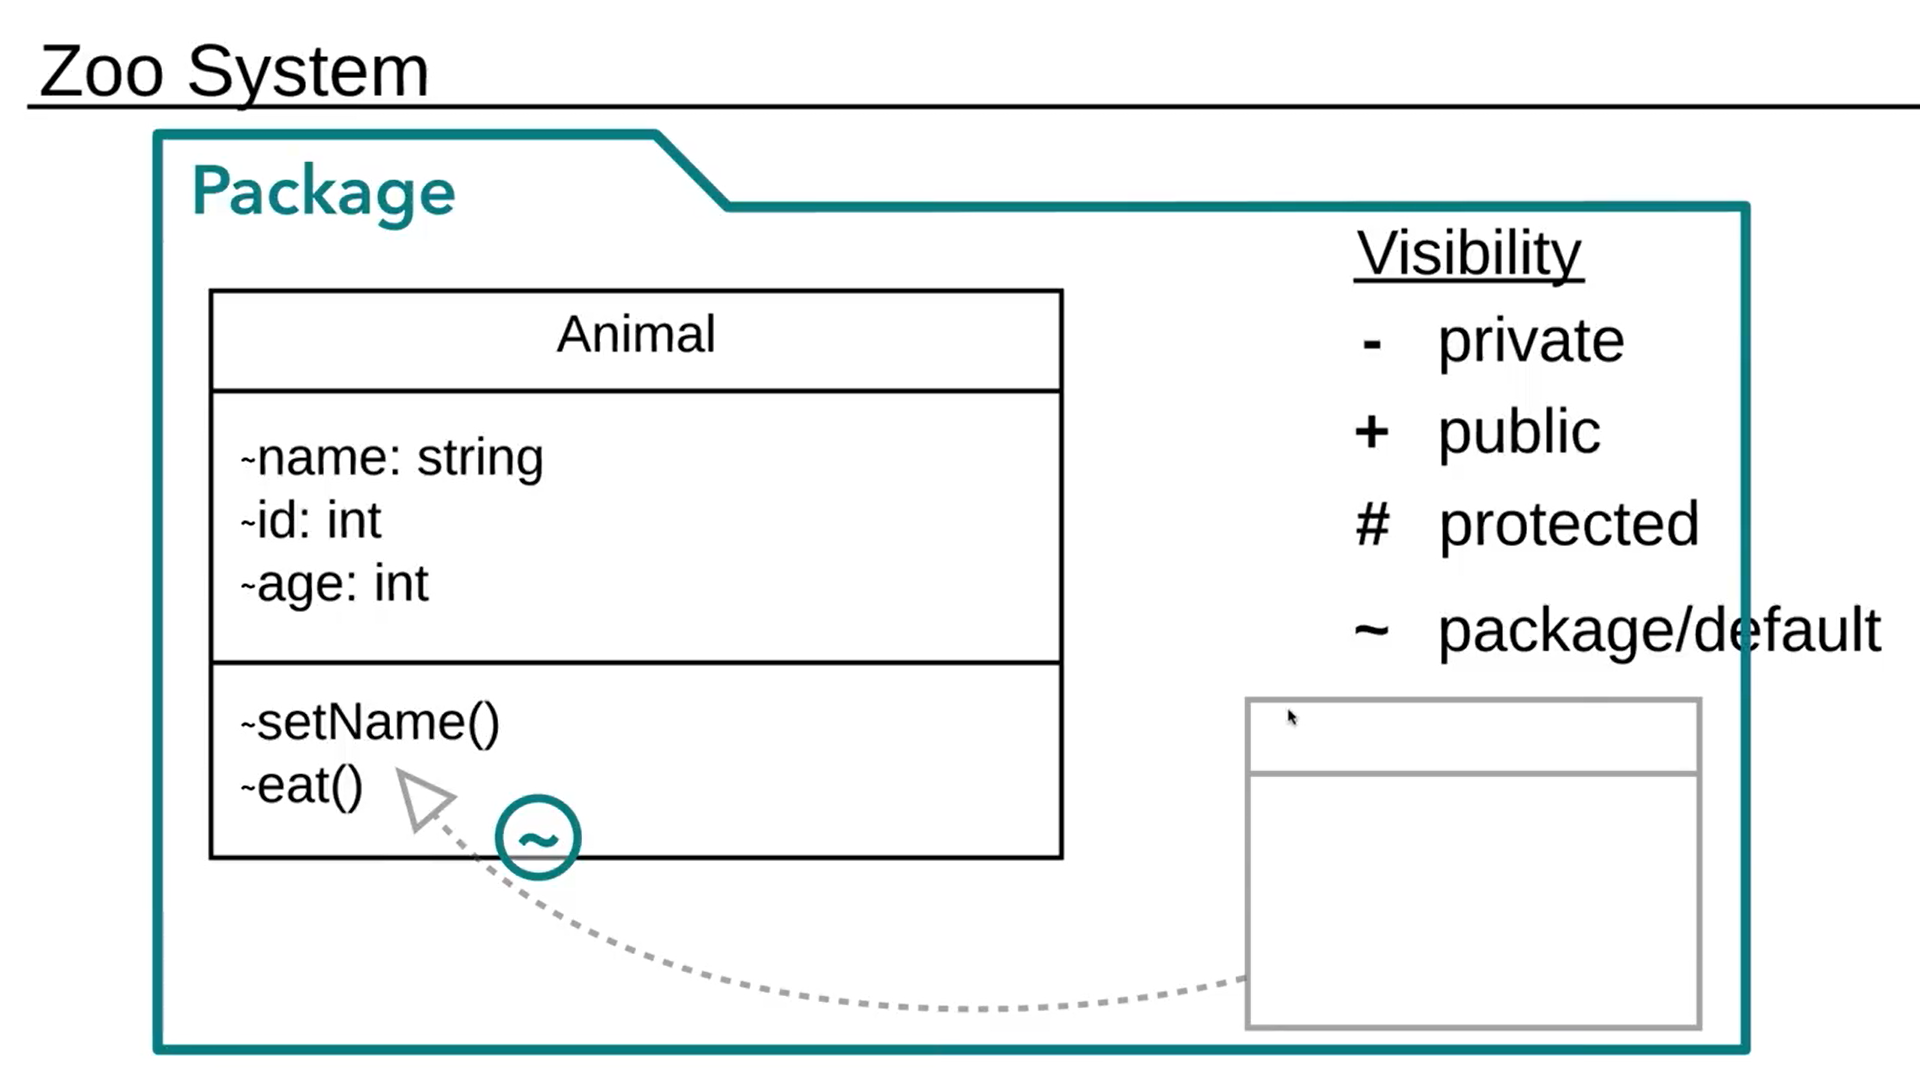 Zoo System
Package
Animal
~name: string
~id: int
~age: int
~setName()
~eat()
~
Visibility
- private
+ public
# protected
~ package/default